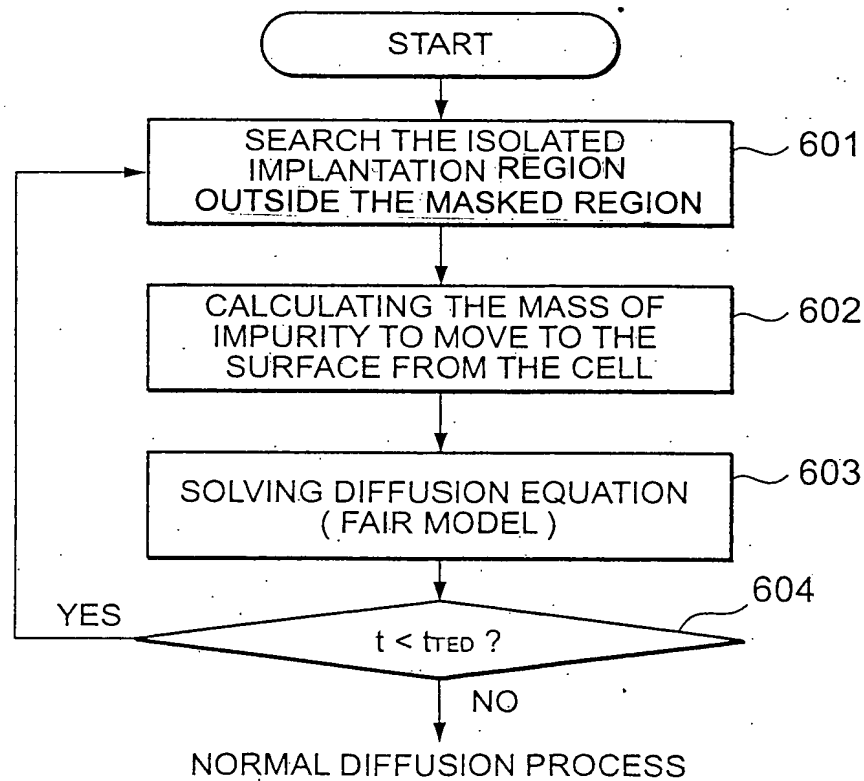 START
SEARCH THE ISOLATED
IMPLANTATION REGION
OUTSIDE THE MASKED REGION
601
CALCULATING THE MASS OF
IMPURITY TO MOVE TO THE
SURFACE FROM THE CELL
602
SOLVING DIFFUSION EQUATION
( FAIR MODEL )
603
604
YES
t < tTED ?
NO
NORMAL DIFFUSION PROCESS